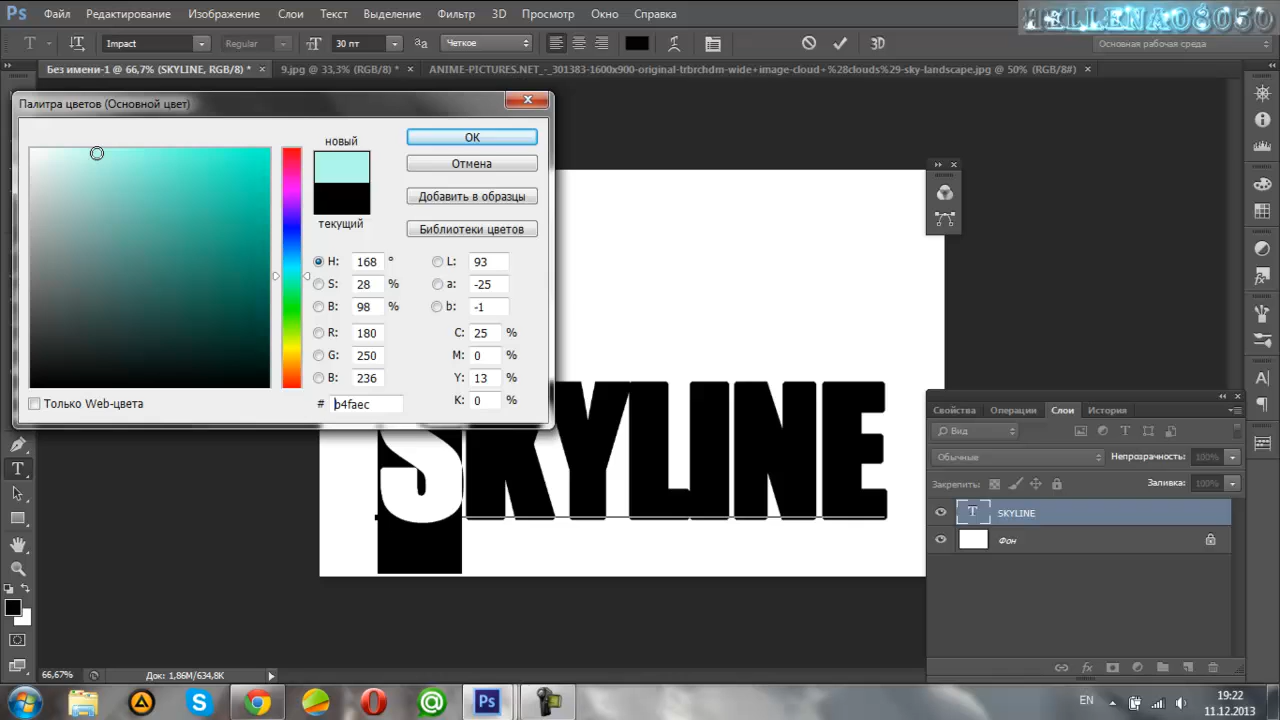 Ps Файл Редактирование Изображение Слои Текст Выделение Фильтр 3D Просмотр Окно Справка
HELLENA08050
T Impact Regular 30 пт aa Четкое 3D Основная рабочая среда
Без имени-1 @ 66,7% (SKYLINE, RGB/8) * × 9.jpg @ 33,3% (RGB/8) * × ANIME-PICTURES.NET_-_301383-1600x900-original-trbrchdm-wide+image-cloud+%28clouds%29-sky-landscape.jpg @ 50% (RGB/8#) ×
Палитра цветов (Основной цвет)
новый
OK
Отмена
Добавить в образцы
текущий
Библиотеки цветов
H: 168 ° L: 93
S: 28 % a: -25
B: 98 % b: -1
R: 180 C: 25 %
G: 250 M: 0 %
B: 236 Y: 13 %
K: 0 %
Только Web-цвета # b4faec
SKYLINE
Свойства Операции Слои История
Вид
Обычные Непрозрачность: 100%
Закрепить: Заливка: 100%
T SKYLINE
Фон
66,67% Док: 1,86M/634,8K
EN 19:22
11.12.2013